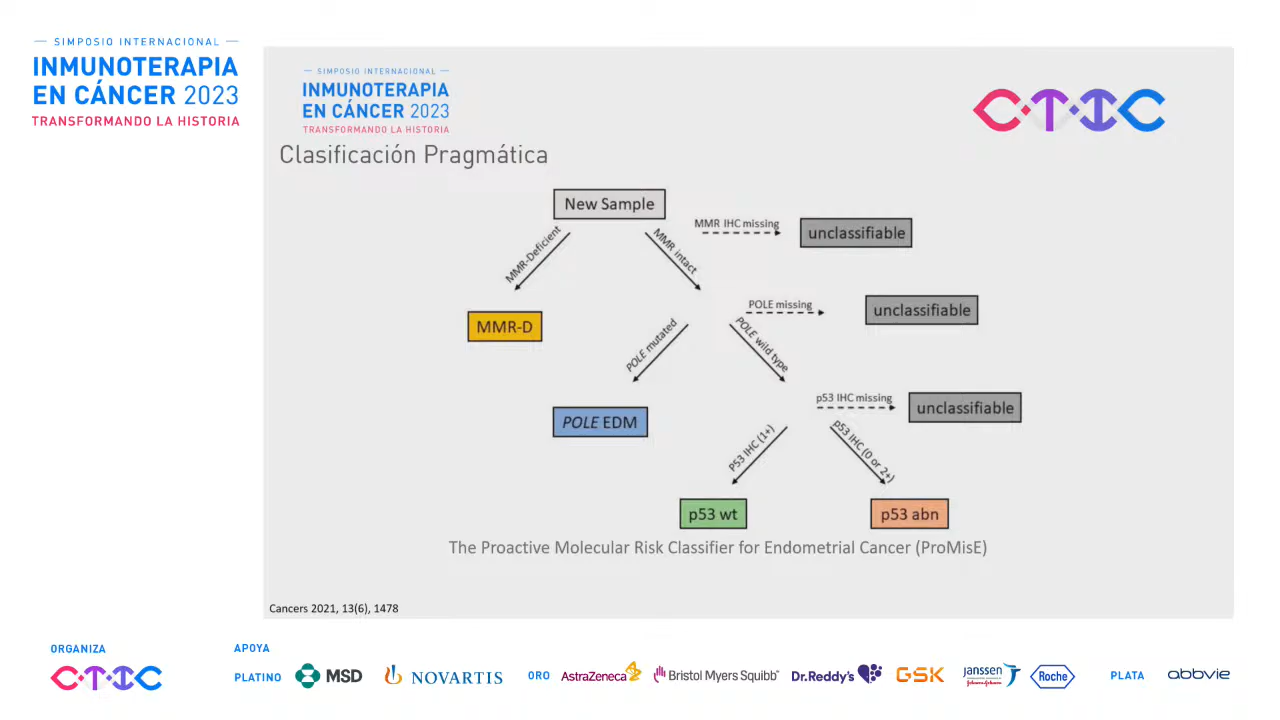 SIMPOSIO INTERNACIONAL
INMUNOTERAPIA
EN CÁNCER 2023
TRANSFORMANDO LA HISTORIA
SIMPOSIO INTERNACIONAL
INMUNOTERAPIA
EN CÁNCER 2023
TRANSFORMANDO LA HISTORIA
CTIC
Clasificación Pragmática
New Sample
MMR IHC missing
unclassifiable
MMR-Deficient
MMR intact
MMR-D
POLE missing
unclassifiable
POLE mutated
POLE wild type
POLE EDM
p53 IHC missing
unclassifiable
P53 IHC (1+)
p53 IHC (0 or 2+)
p53 wt
p53 abn
The Proactive Molecular Risk Classifier for Endometrial Cancer (ProMisE)
Cancers 2021, 13(6), 1478
ORGANIZA
CTIC
APOYA
PLATINO
MSD
NOVARTIS
ORO
AstraZeneca
Bristol Myers Squibb
Dr.Reddy's
GSK
Janssen
Johnson & Johnson
Roche
PLATA
abbvie